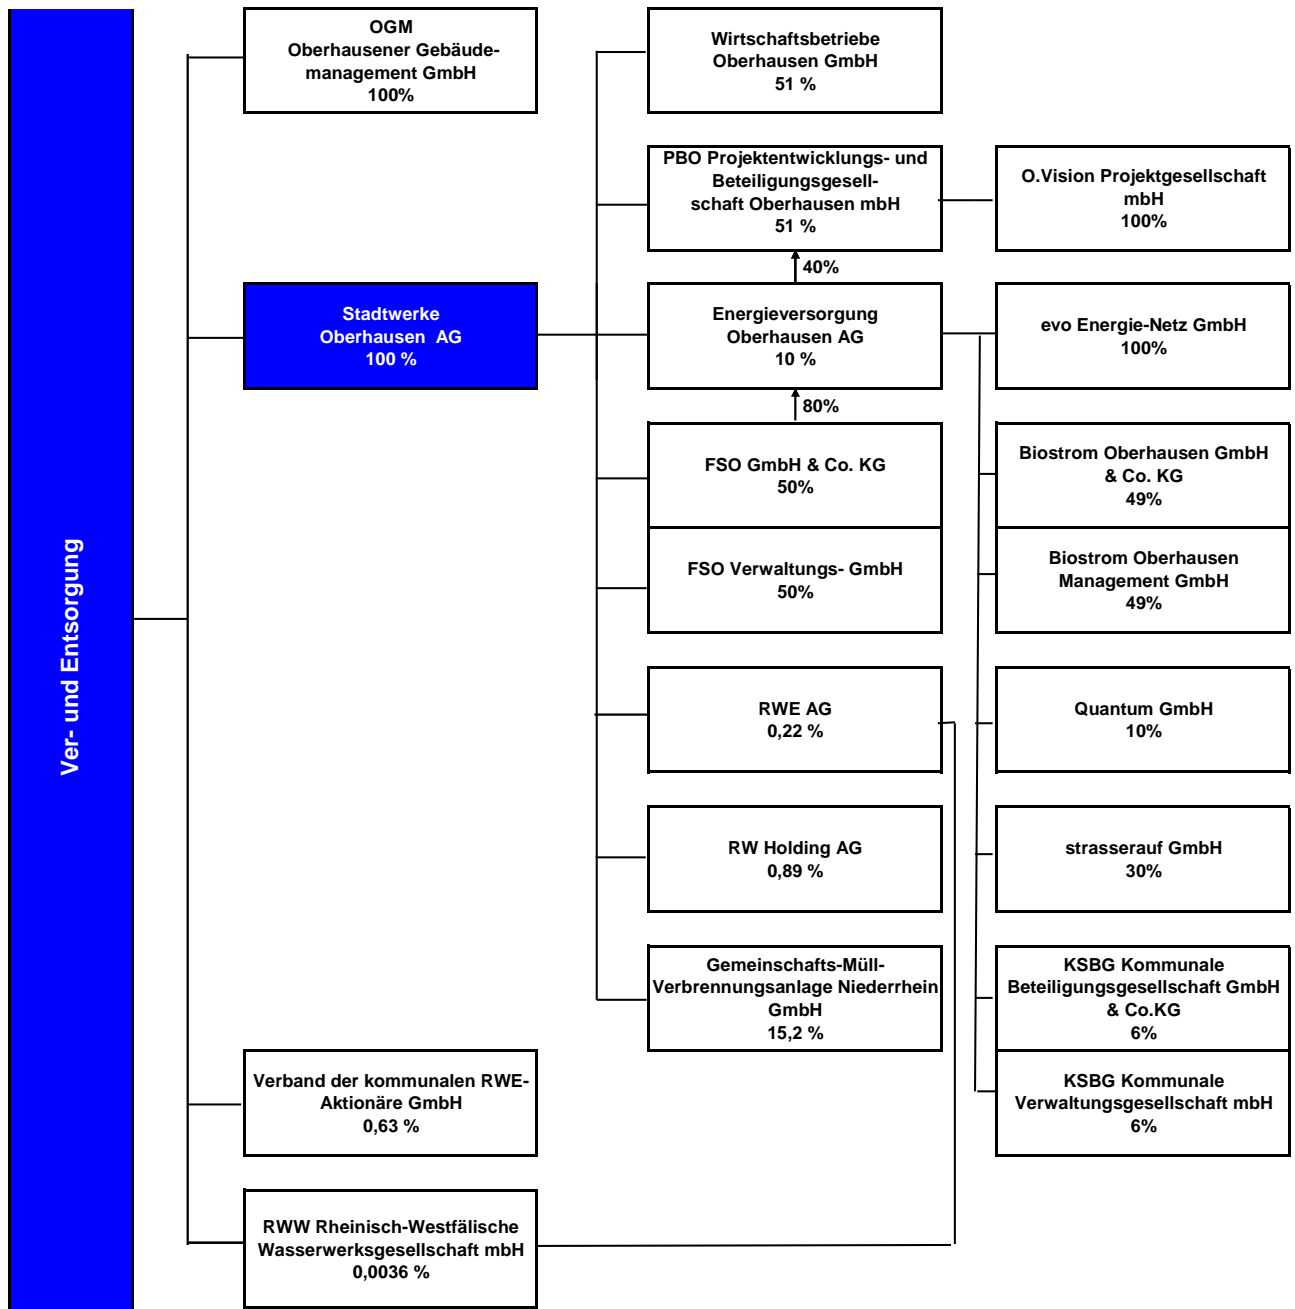 Ver- und Entsorgung
OGM
Oberhausener Gebäude-
management GmbH
100%
Stadtwerke
Oberhausen AG
100 %
Verband der kommunalen RWE-
Aktionäre GmbH
0,63 %
RWW Rheinisch-Westfälische
Wasserwerksgesellschaft mbH
0,0036 %
Wirtschaftsbetriebe
Oberhausen GmbH
51 %
PBO Projektentwicklungs- und
Beteiligungsgesell-
schaft Oberhausen mbH
51 %
40%
Energieversorgung
Oberhausen AG
10 %
80%
FSO GmbH & Co. KG
50%
FSO Verwaltungs- GmbH
50%
RWE AG
0,22 %
RW Holding AG
0,89 %
Gemeinschafts-Müll-
Verbrennungsanlage Niederrhein
GmbH
15,2 %
O.Vision Projektgesellschaft
mbH
100%
evo Energie-Netz GmbH
100%
Biostrom Oberhausen GmbH
& Co. KG
49%
Biostrom Oberhausen
Management GmbH
49%
Quantum GmbH
10%
strasserauf GmbH
30%
KSBG Kommunale
Beteiligungsgesellschaft GmbH
& Co.KG
6%
KSBG Kommunale
Verwaltungsgesellschaft mbH
6%